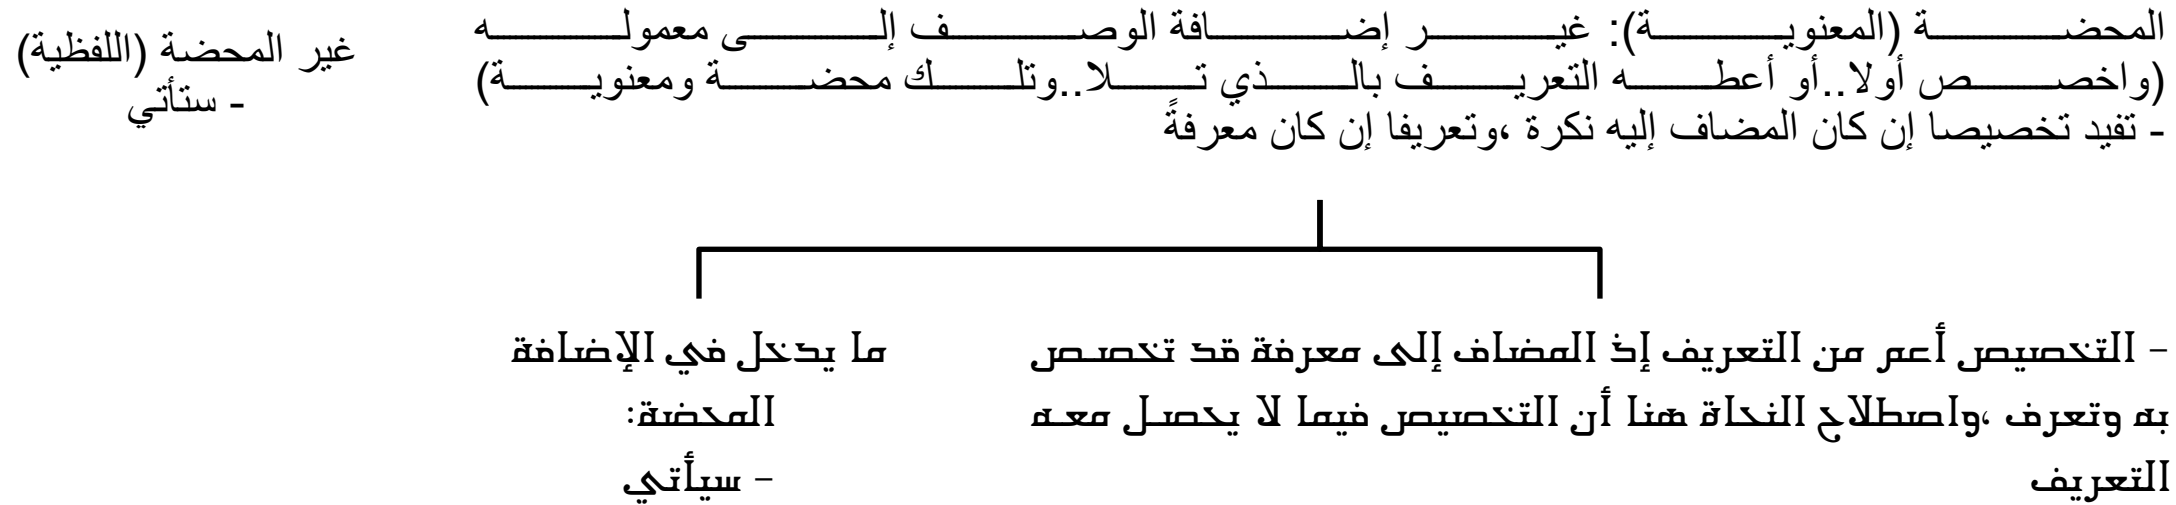 المحضة (المعنوية): غير إضافة الوصف إلى معموله
(واخصص أولا..أو أعطه التعريف بالذي تلا..وتلك محضة ومعنوية)
- تفيد تخصيصا إن كان المضاف إليه نكرة ،وتعريفا إن كان معرفةً
غير المحضة (اللفظية)
- ستأتي
- التخصيص أعم من التعريف إذ المضاف إلى معرفة قد تخصص
به وتعرف ،واصطلاح النحاة هنا أن التخصيص فيما لا يحصل معه
التعريف
ما يدخل في الإضافة
المحضة:
- سيأتي